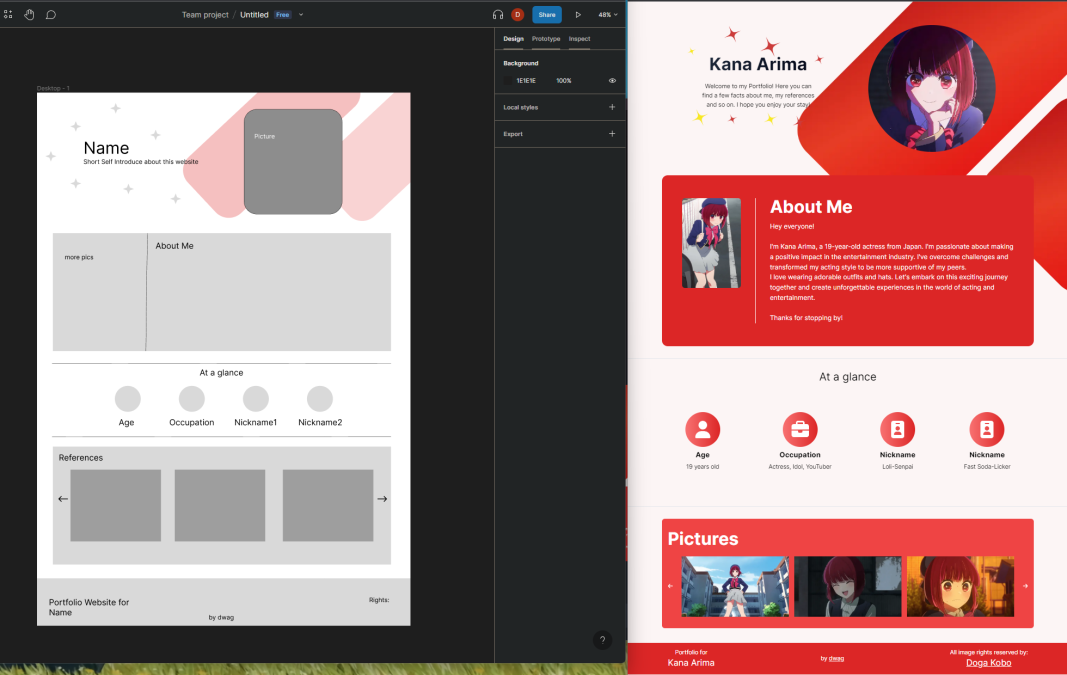 Team project / Untitled Free
D
Share
48%
Design Prototype Inspect
Background
1E1E1E 100%
Local styles
Export
Desktop - 1
Picture
Name
Short Self Introduce about this website
About Me
more pics
At a glance
Age Occupation Nickname1 Nickname2
References
Portfolio Website for
Name
by dwag
Rights:
?
Kana Arima
Welcome to my Portfolio! Here you can
find a few facts about me, my references
and so on. I hope you enjoy your stay!
About Me
Hey everyone!
I'm Kana Arima, a 19-year-old actress from Japan. I'm passionate about making
a positive impact in the entertainment industry. I've overcome challenges and
transformed my acting style to be more supportive of my peers.
I love wearing adorable outfits and hats. Let's embark on this exciting journey
together and create unforgettable experiences in the world of acting and
entertainment.
Thanks for stopping by!
At a glance
Age Occupation Nickname Nickname
19 years old Actress, Idol, YouTuber Loli-Senpai Fast Soda-Licker
Pictures
Portfolio for
Kana Arima
by dwag
All image rights reserved by:
Doga Kobo